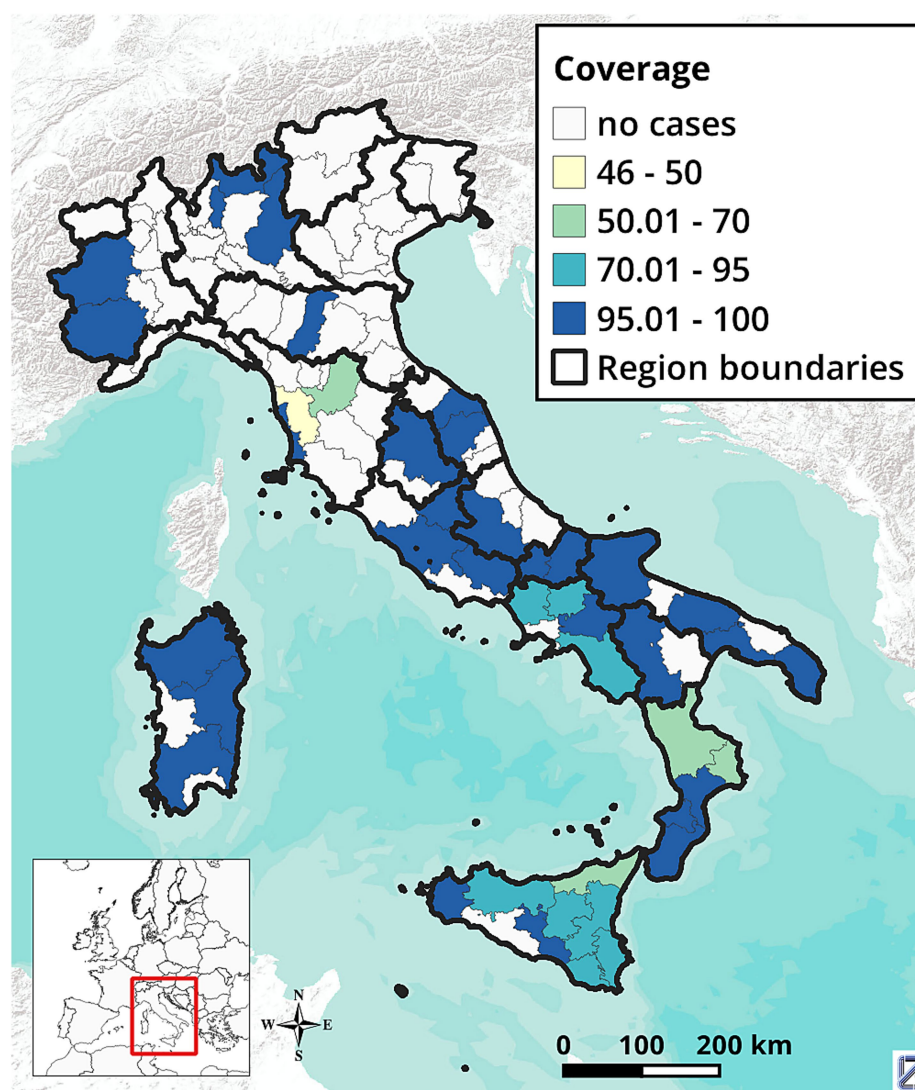 Coverage
no cases
46 - 50
50.01 - 70
70.01 - 95
95.01 - 100
Region boundaries
N
W E
S
0 100 200 km